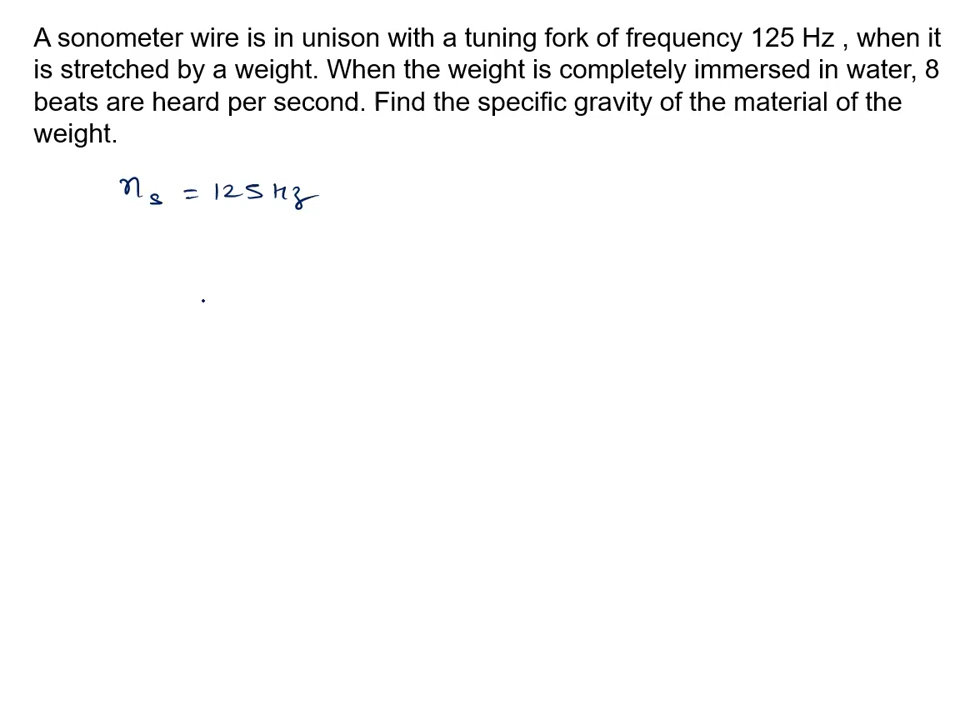 A sonometer wire is in unison with a tuning fork of frequency 125 Hz , when it
is stretched by a weight. When the weight is completely immersed in water, 8
beats are heard per second. Find the specific gravity of the material of the
weight.
n_s = 125 Hz